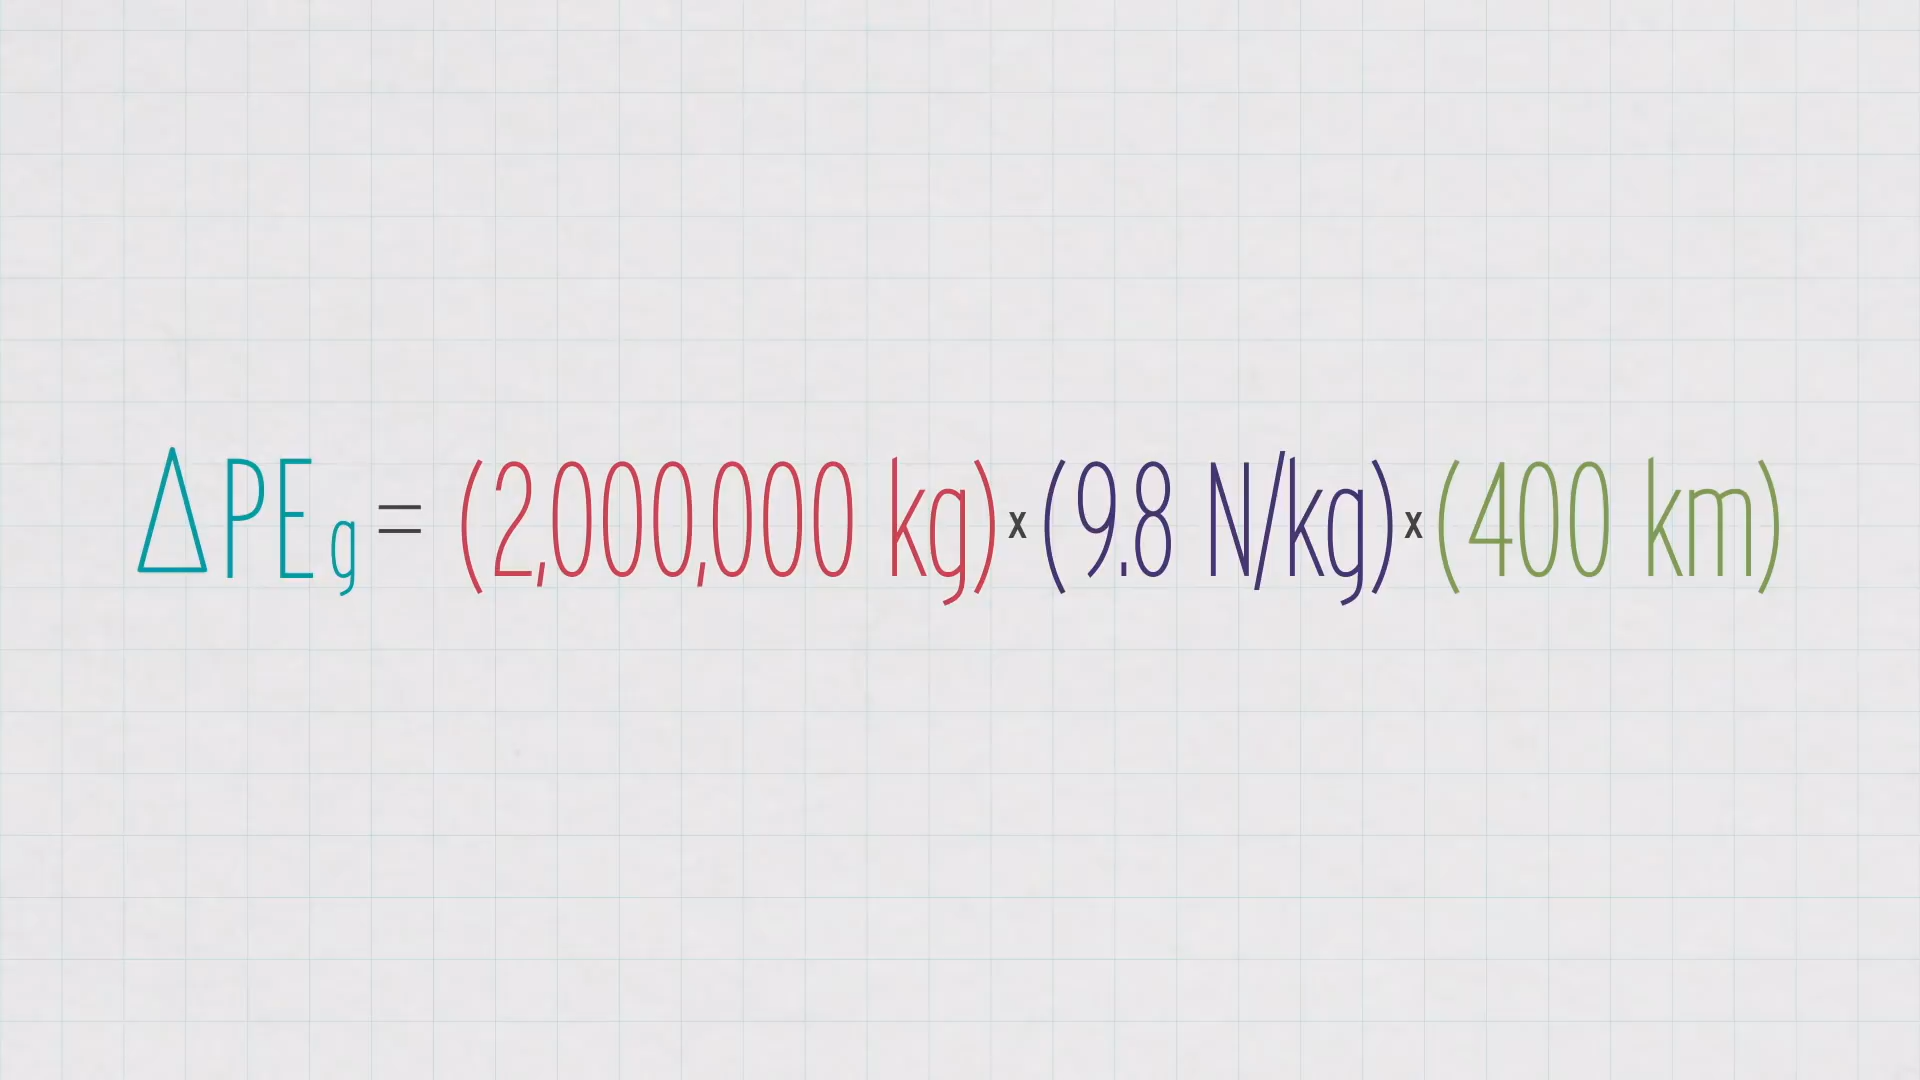 ΔPEg = (2,000,000 kg) x (9.8 N/kg) x (400 km)